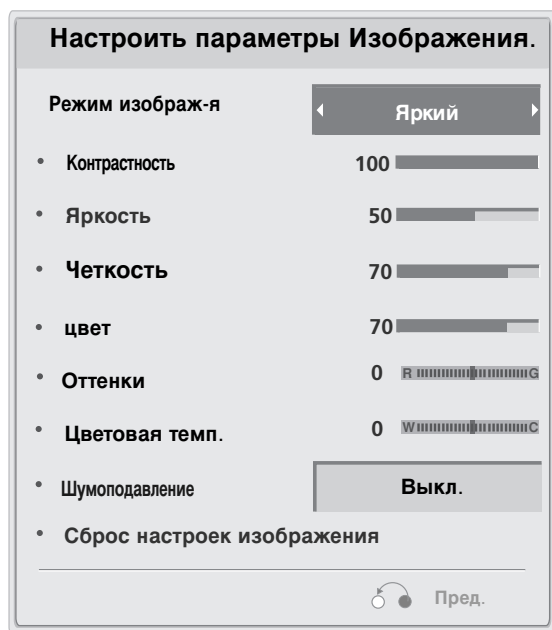 Настроить параметры Изображения.
Режим изображ-я Яркий
• Контрастность 100
• Яркость 50
• Четкость 70
• цвет 70
• Оттенки 0 R G
• Цветовая темп. 0 W C
• Шумоподавление Выкл.
• Сброс настроек изображения
Пред.